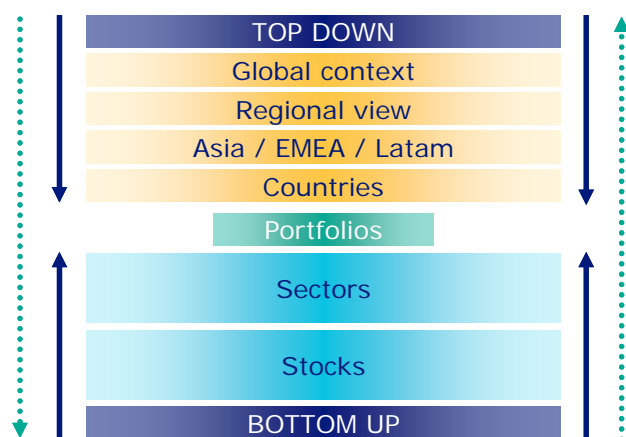 TOP DOWN
Global context
Regional view
Asia / EMEA / Latam
Countries
Portfolios
Sectors
Stocks
BOTTOM UP